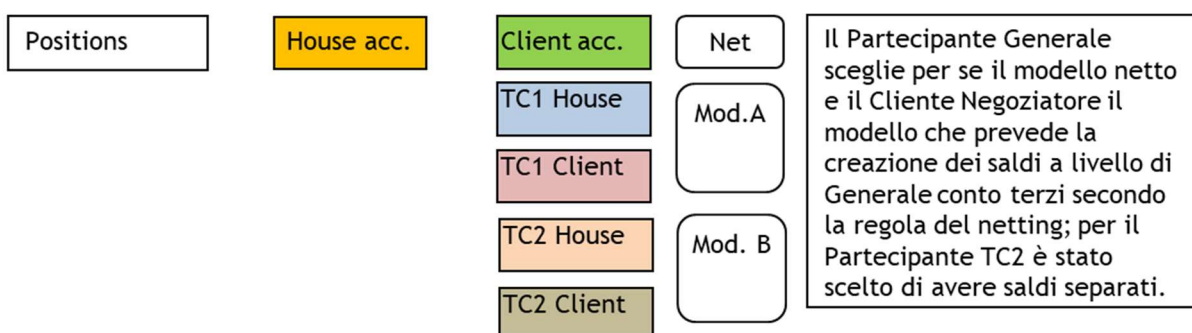 Positions
House acc.
Client acc.
Net
TC1 House
Mod.A
TC1 Client
TC2 House
Mod. B
TC2 Client
Il Partecipante Generale
sceglie per se il modello netto
e il Cliente Negoziatore il
modello che prevede la
creazione dei saldi a livello di
Generale conto terzi secondo
la regola del netting; per il
Partecipante TC2 è stato
scelto di avere saldi separati.